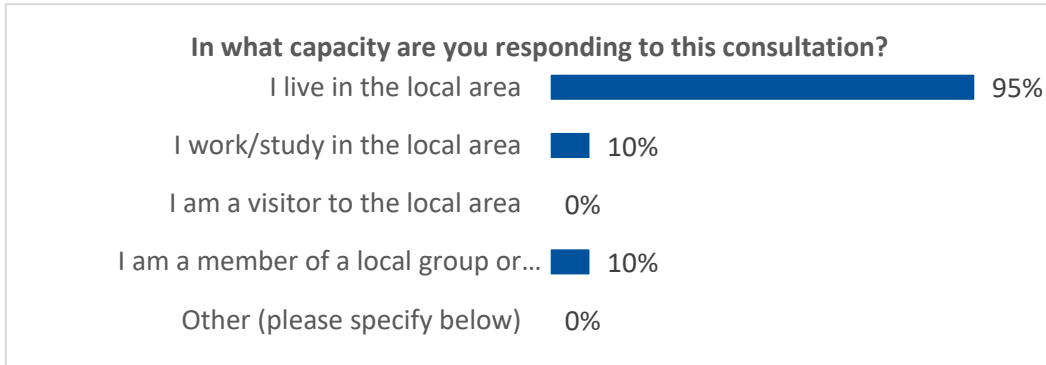 In what capacity are you responding to this consultation?
I live in the local area 95%
I work/study in the local area 10%
I am a visitor to the local area 0%
I am a member of a local group or… 10%
Other (please specify below) 0%